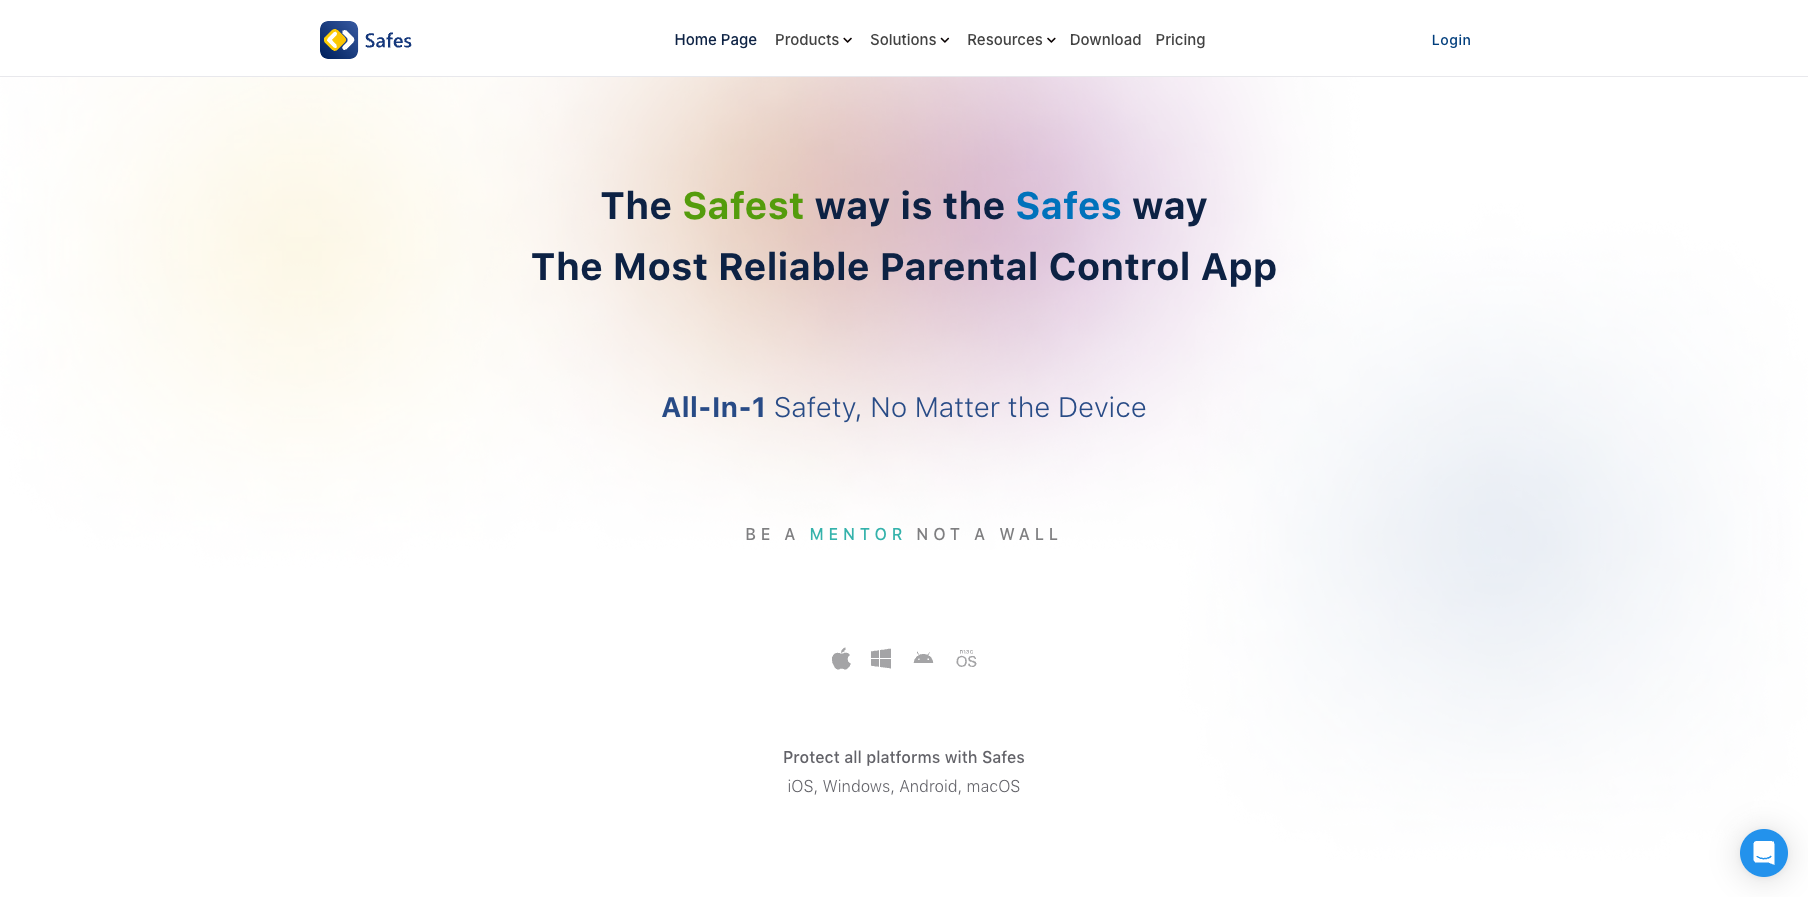 Safes
Home Page Products Solutions Resources Download Pricing
Login
The Safest way is the Safes way
The Most Reliable Parental Control App
All-In-1 Safety, No Matter the Device
BE A MENTOR NOT A WALL
mac
OS
Protect all platforms with Safes
iOS, Windows, Android, macOS